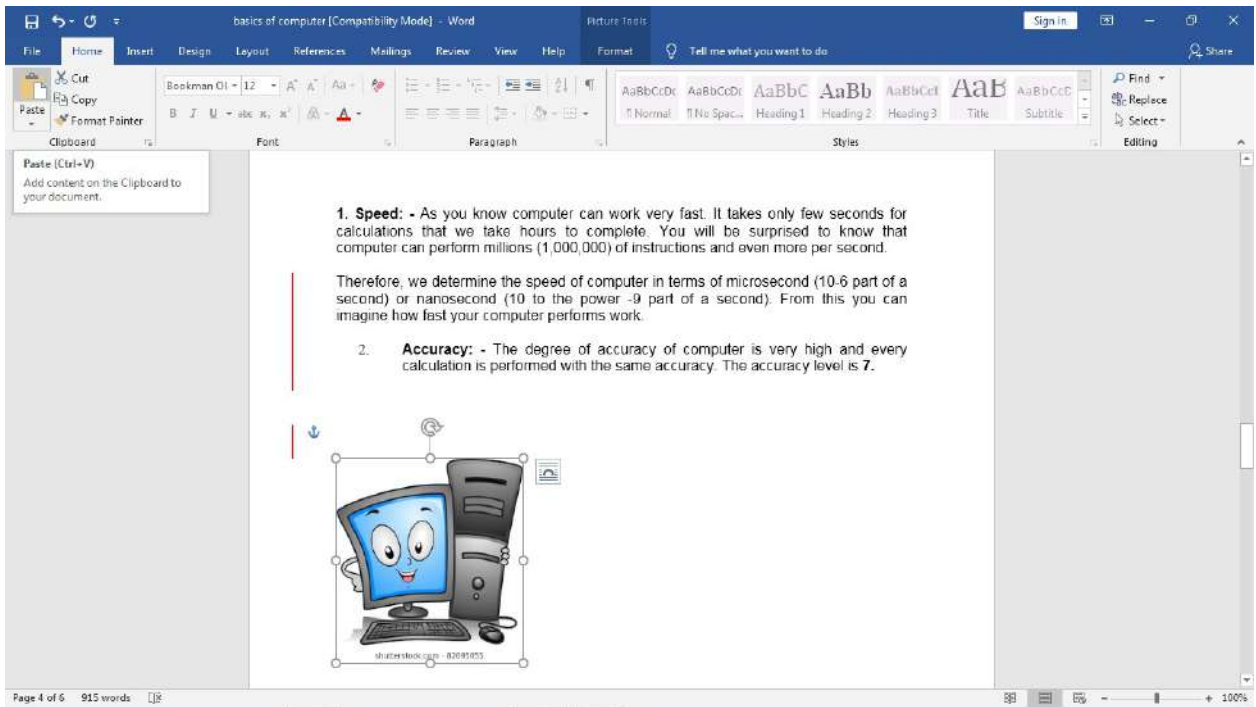 basics of computer [Compatibility Mode] - Word
Picture Tools
Sign in
File Home Insert Design Layout References Mailings Review View Help Format Tell me what you want to do Share
Paste
Cut
Copy
Format Painter
Clipboard
Bookman Ol 12
Aa
B I U abc x, x²
Font
Paragraph
AaBbCcDc AaBbCcDc AaBbC AaBb AaBbCcI AaB AaBbCcD
¶ Normal ¶ No Spac... Heading 1 Heading 2 Heading 3 Title Subtitle
Styles
Find
Replace
Select
Editing
Paste (Ctrl+V)
Add content on the Clipboard to
your document.
1. Speed: - As you know computer can work very fast. It takes only few seconds for
calculations that we take hours to complete. You will be surprised to know that
computer can perform millions (1,000,000) of instructions and even more per second.
Therefore, we determine the speed of computer in terms of microsecond (10-6 part of a
second) or nanosecond (10 to the power -9 part of a second). From this you can
imagine how fast your computer performs work.
2. Accuracy: - The degree of accuracy of computer is very high and every
calculation is performed with the same accuracy. The accuracy level is 7.
shutterstock.com - 82095055
Page 4 of 6 915 words
100%